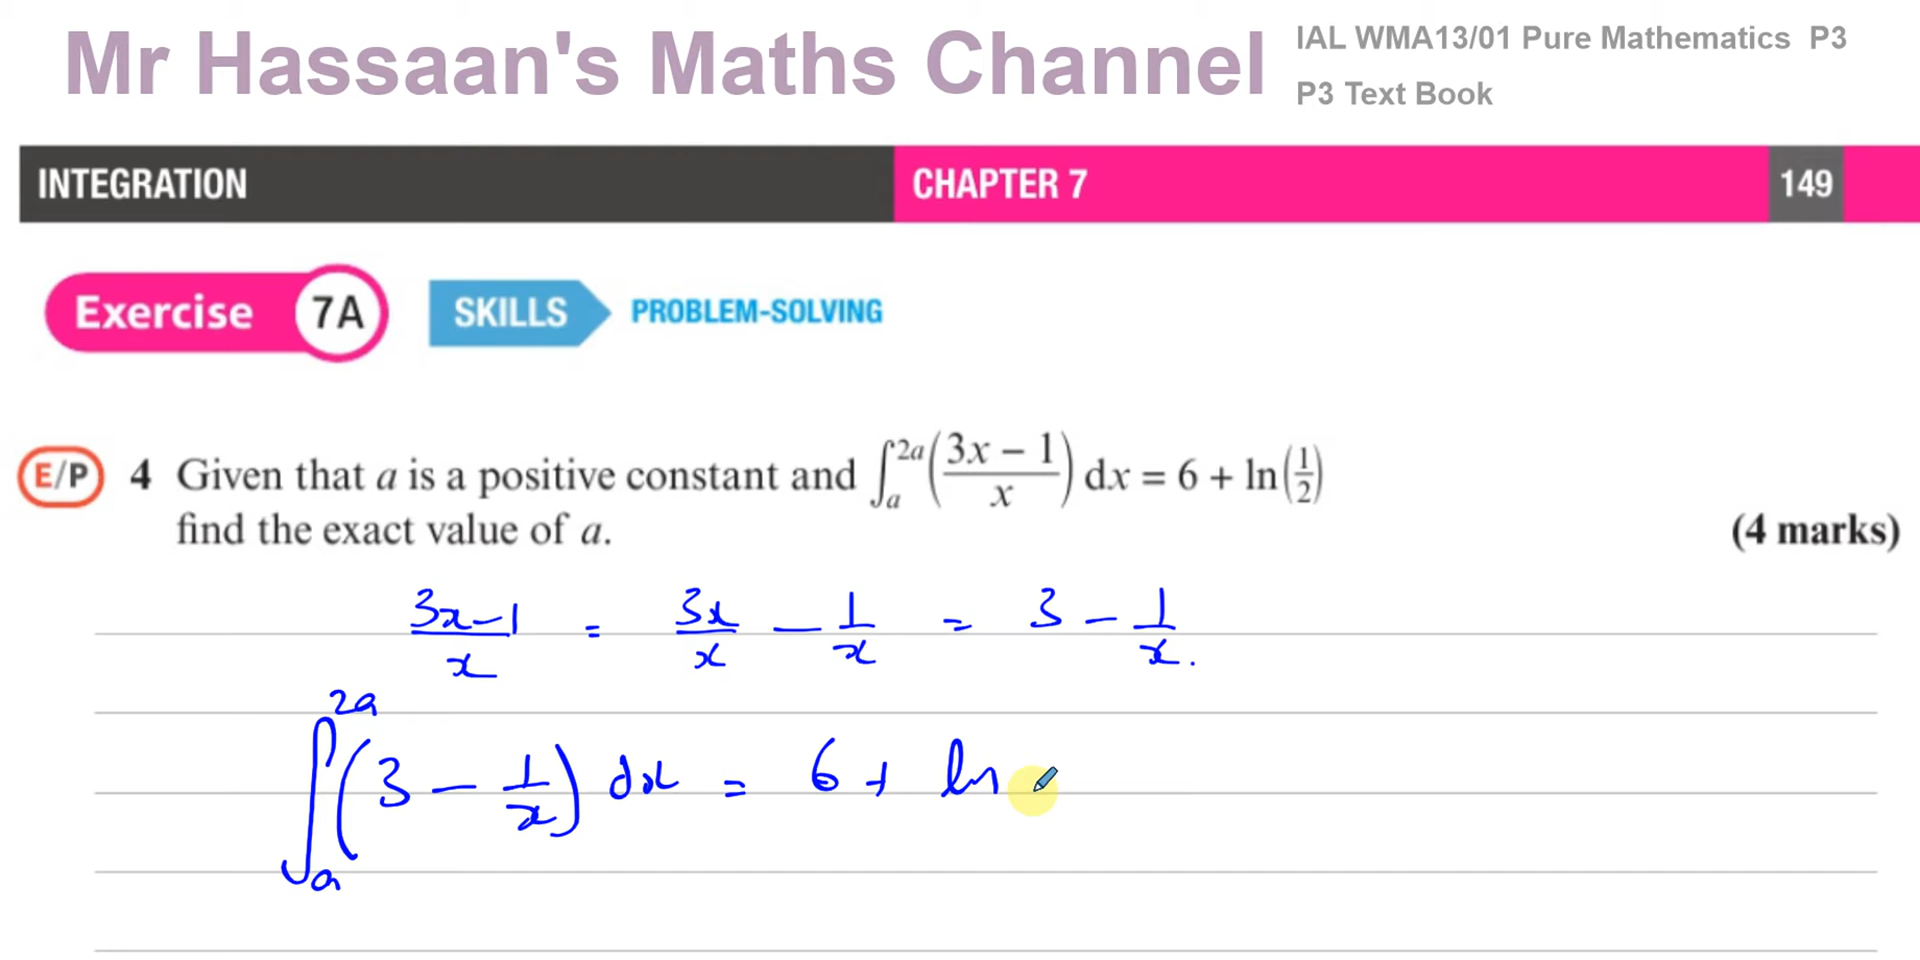 Mr Hassaan's Maths Channel
IAL WMA13/01 Pure Mathematics P3
P3 Text Book
INTEGRATION CHAPTER 7 149
Exercise 7A SKILLS PROBLEM-SOLVING
E/P 4 Given that a is a positive constant and ∫_a^{2a} ((3x − 1)/x) dx = 6 + ln(1/2)
find the exact value of a.
(4 marks)
(3x−1)/x = 3x/x − 1/x = 3 − 1/x.
∫_a^{2a} (3 − 1/x) dx = 6 + ln